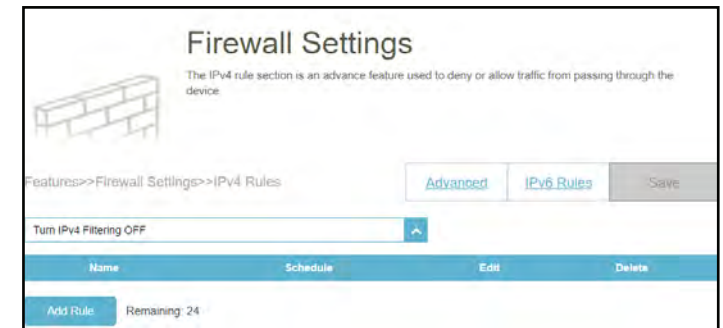 Firewall Settings
The IPv4 rule section is an advance feature used to deny or allow traffic from passing through the
device
Features>>Firewall Settings>>IPv4 Rules
Advanced
IPv6 Rules
Save
Turn IPv4 Filtering OFF
Name Schedule Edit Delete
Add Rule
Remaining: 24